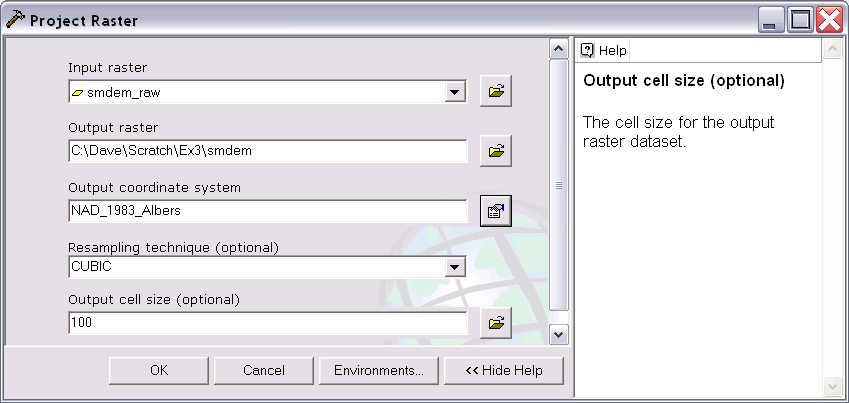 Project Raster
Input raster
smdem_raw
Output raster
C:\Dave\Scratch\Ex3\smdem
Output coordinate system
NAD_1983_Albers
Resampling technique (optional)
CUBIC
Output cell size (optional)
100
OK
Cancel
Environments...
<< Hide Help
Help
Output cell size (optional)
The cell size for the output
raster dataset.